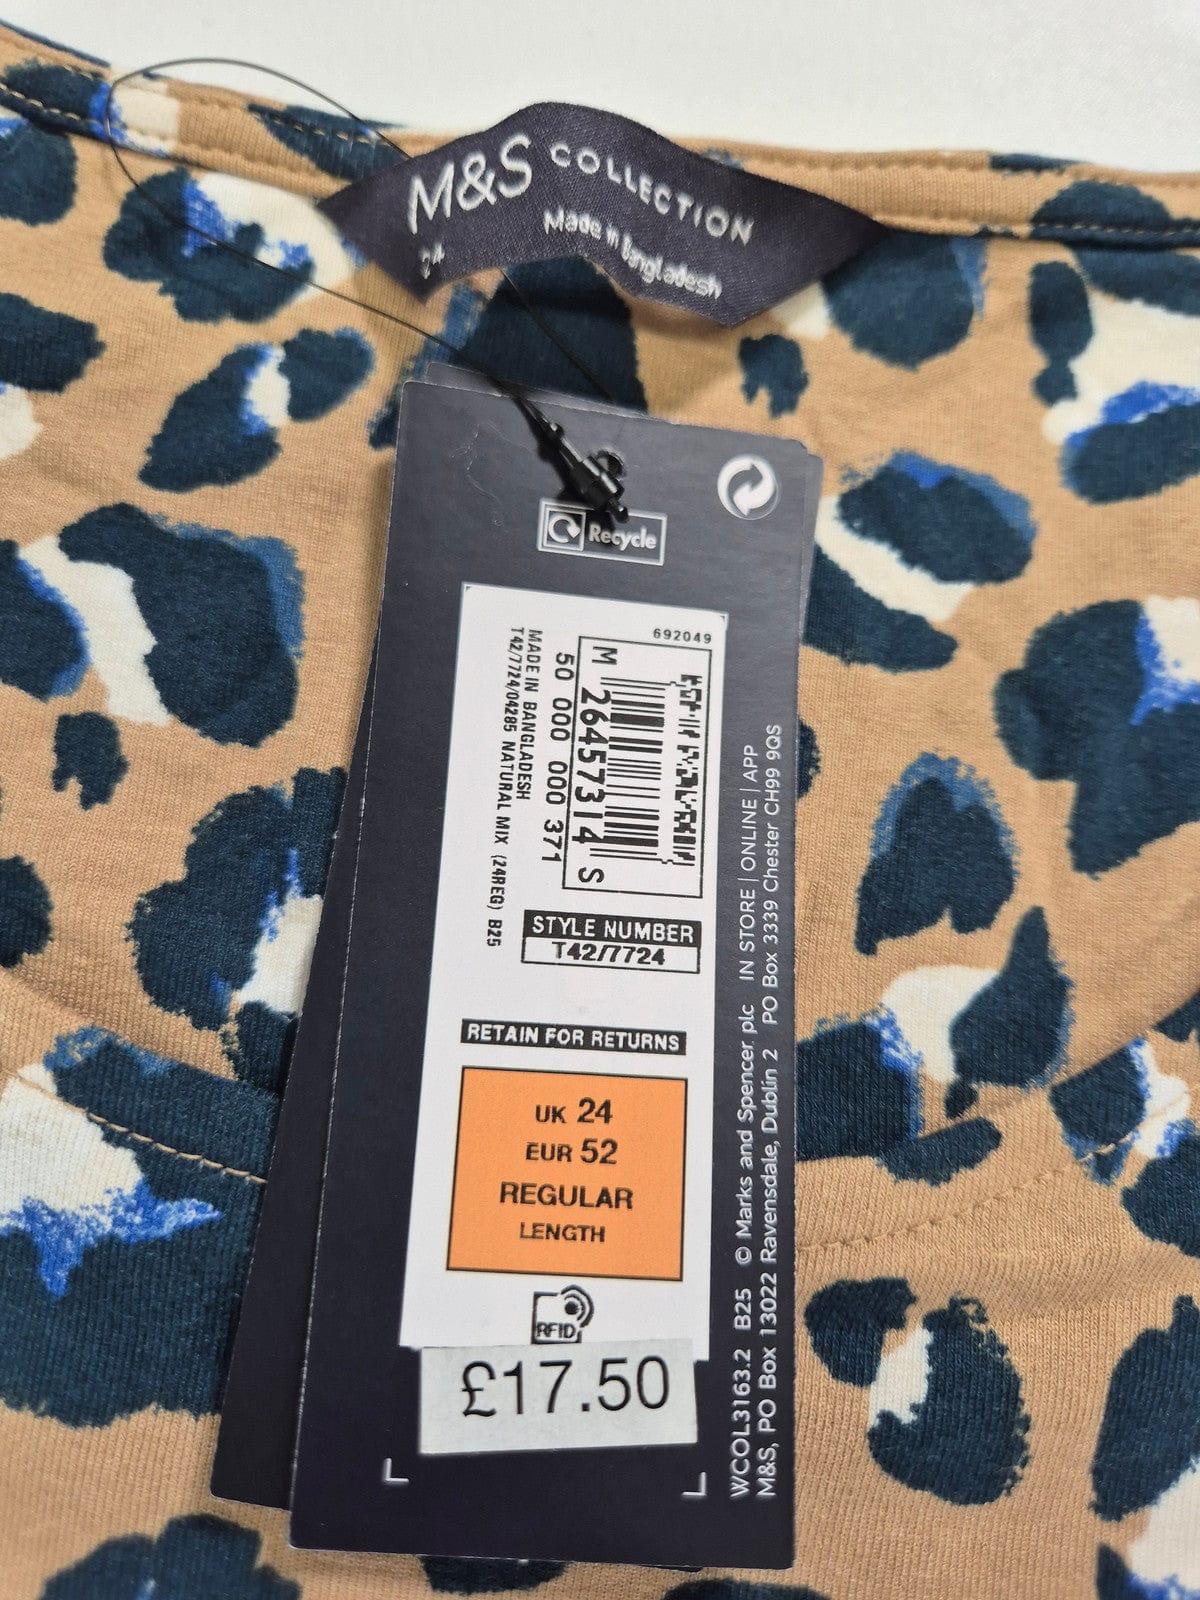 M&S COLLECTION
Made in Bangladesh
24
Recycle
692049
M 26457314 S
50 000 000 371
MADE IN BANGLADESH
T42/7724/04285 NATURAL MIX (24REG) B25
STYLE NUMBER
T42/7724
RETAIN FOR RETURNS
UK 24
EUR 52
REGULAR
LENGTH
RFID
£17.50
WCOL3163.2 B25 © Marks and Spencer plc IN STORE | ONLINE | APP
M&S, PO Box 13022 Ravensdale, Dublin 2 PO Box 3339 Chester CH99 9QS